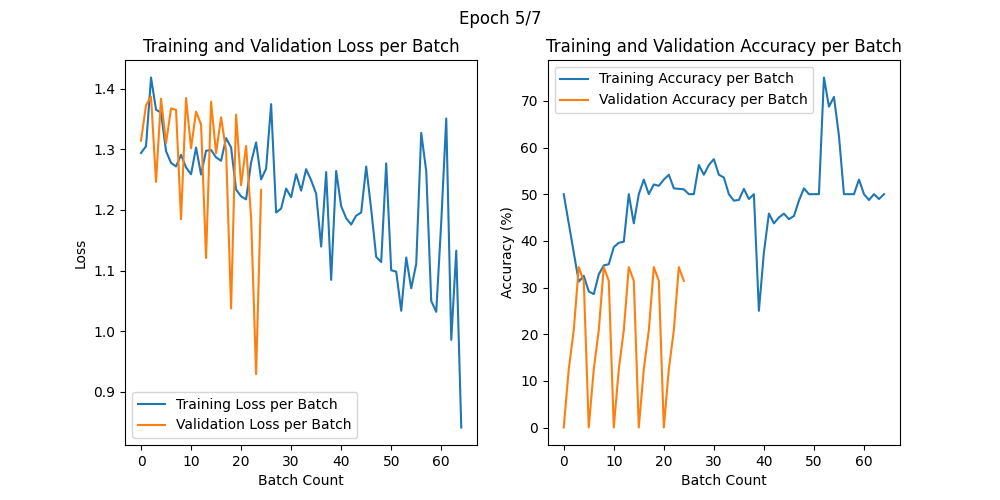 Epoch 5/7
Training and Validation Loss per Batch
1.4
1.3
1.2
1.1
1.0
0.9
Loss
Training Loss per Batch
Validation Loss per Batch
0 10 20 30 40 50 60
Batch Count
Training and Validation Accuracy per Batch
Training Accuracy per Batch
Validation Accuracy per Batch
70
60
50
40
30
20
10
0
Accuracy (%)
0 10 20 30 40 50 60
Batch Count